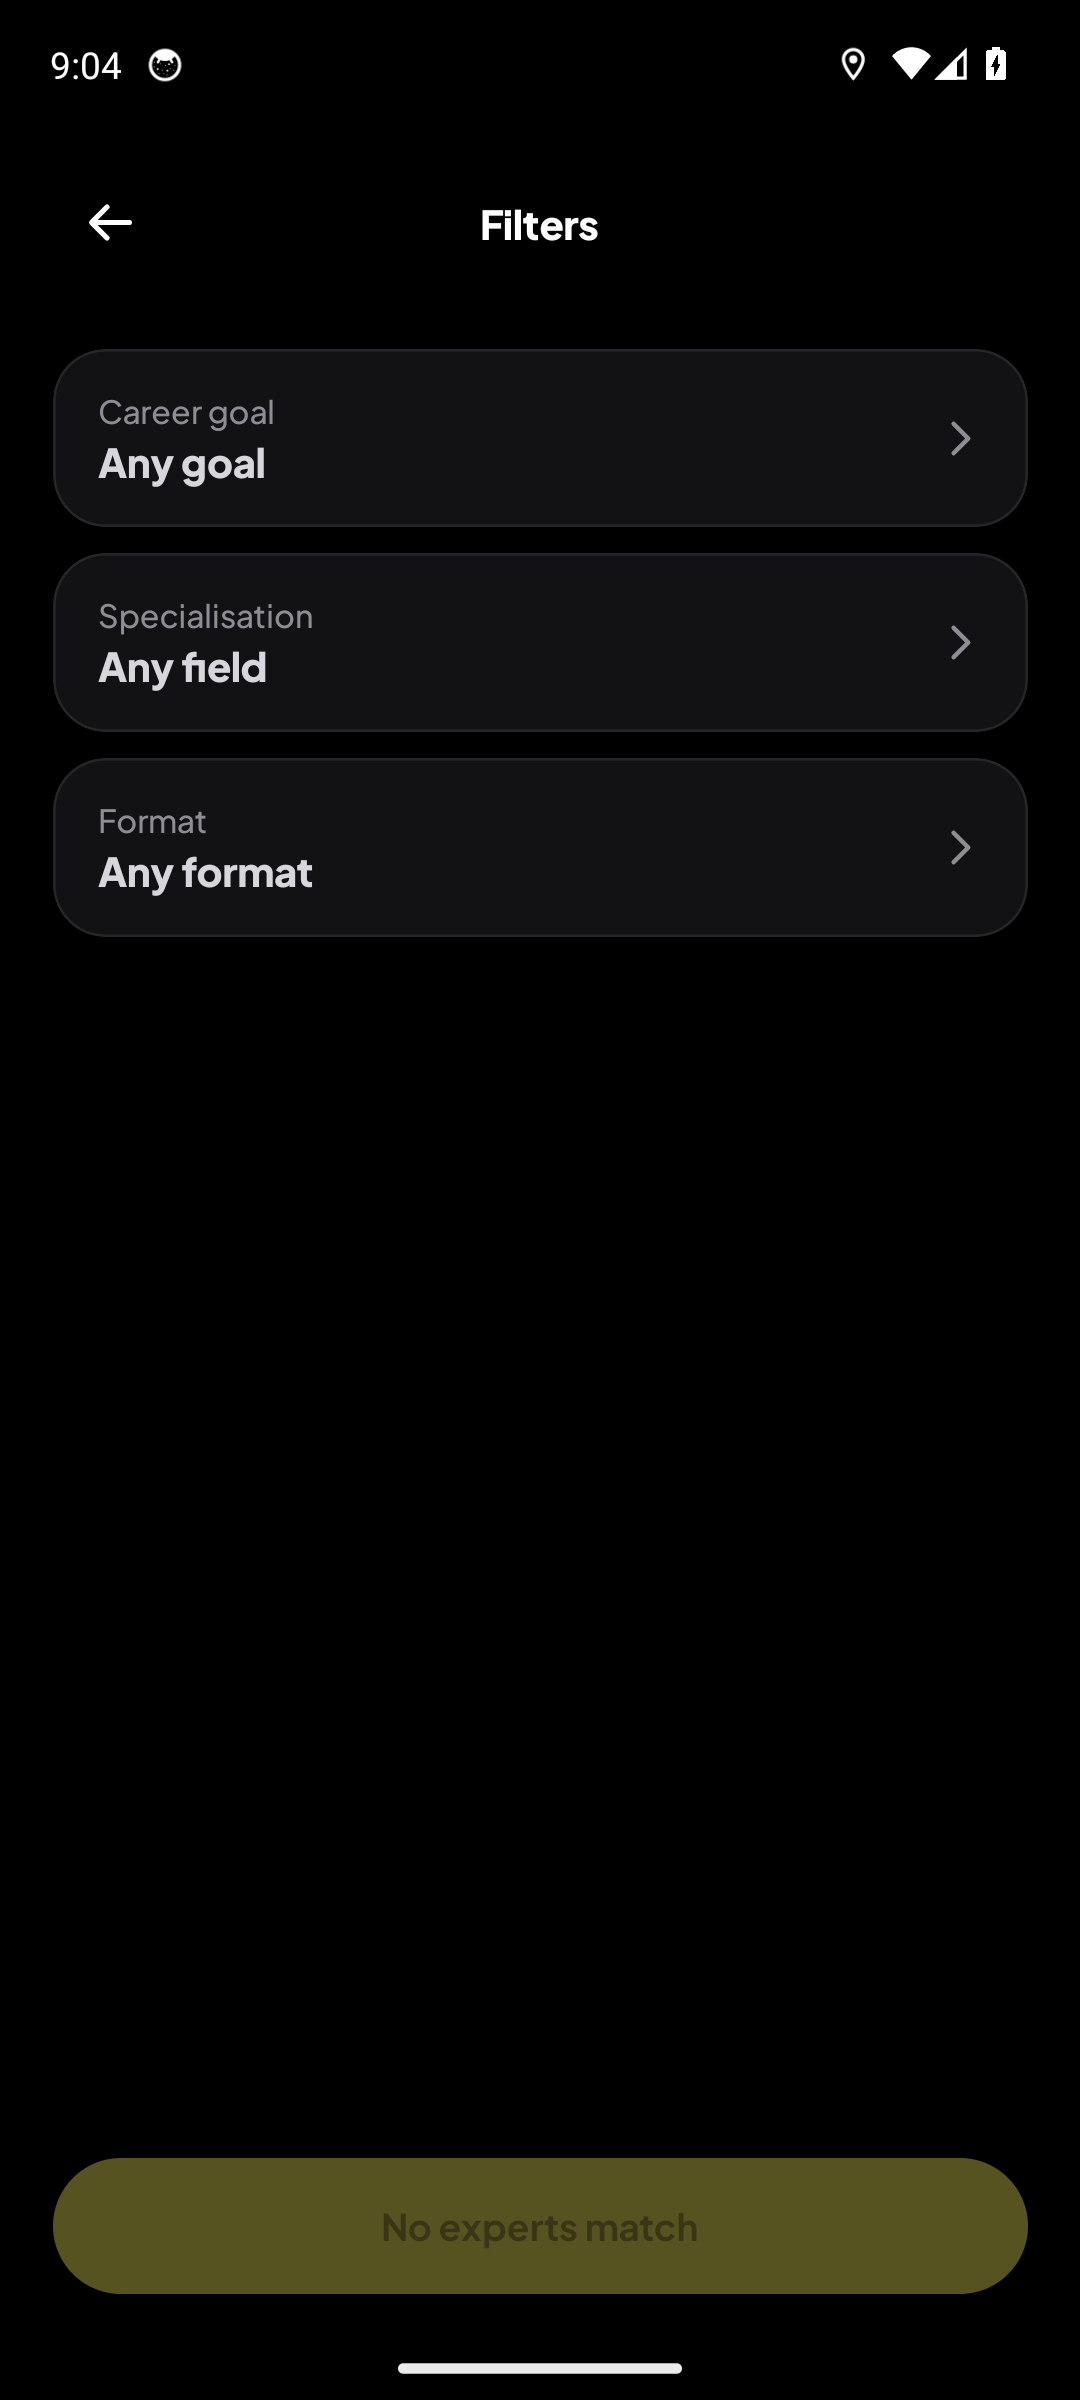 9:04
Filters
Career goal
Any goal
Specialisation
Any field
Format
Any format
No experts match